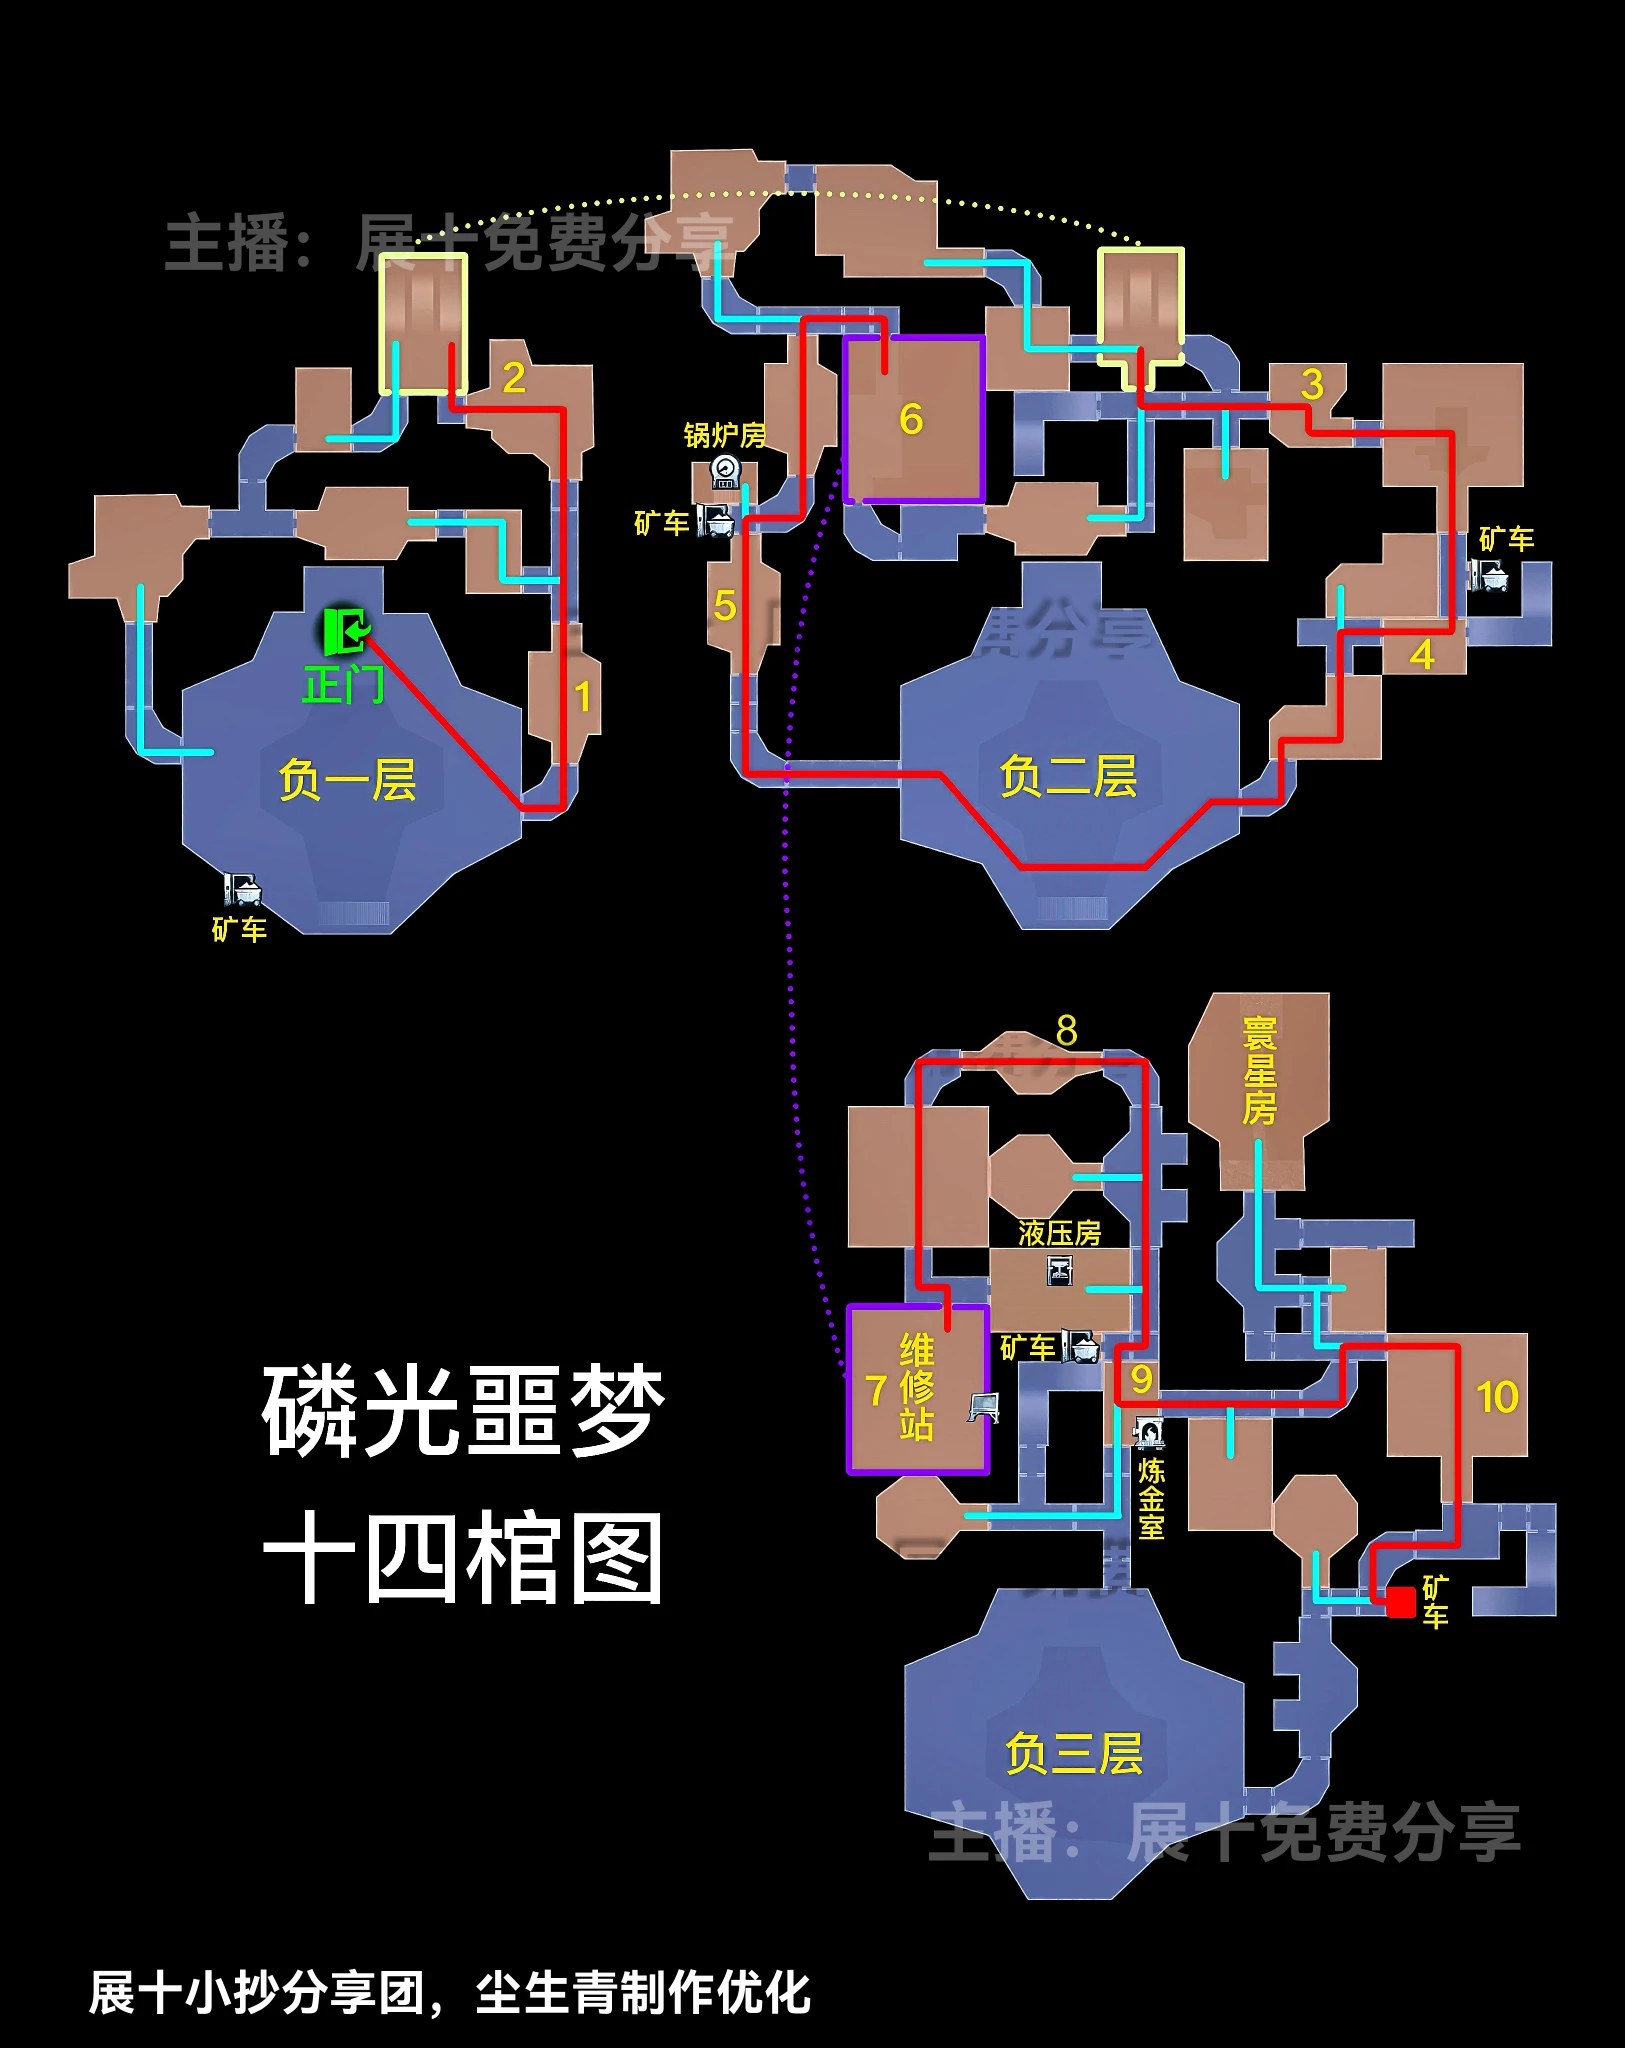 主播：展十免费分享
2
3
6
锅炉房
矿车
矿车
5
费分享
4
正门
1
负一层
负二层
矿车
8
寰星房
液压房
矿车
维修站
7
9
10
炼金室
磷光噩梦
十四棺图
矿车
负三层
主播：展十免费分享
展十小抄分享团，尘生青制作优化